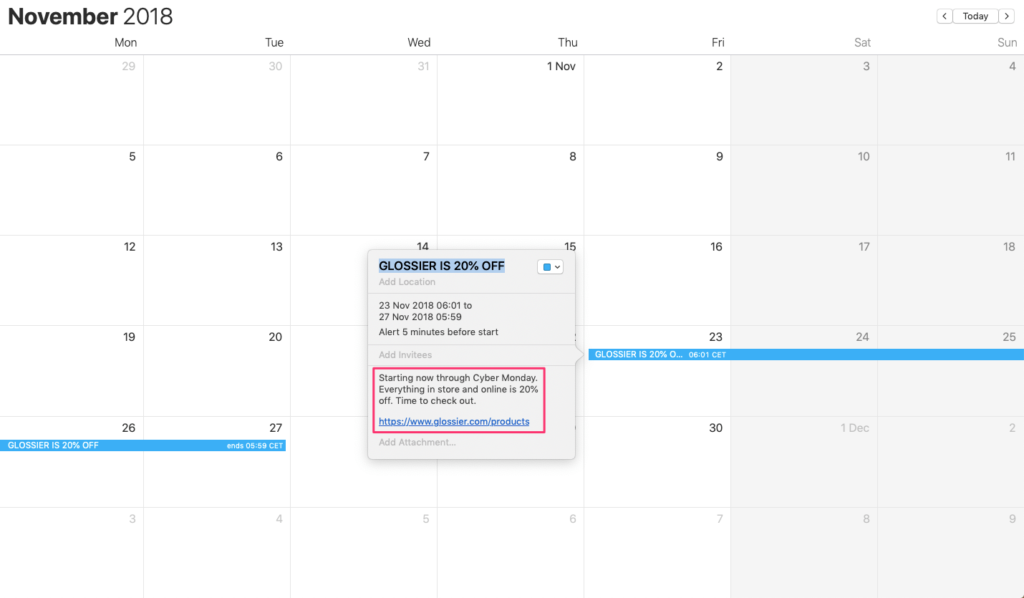 November 2018
Today
Mon Tue Wed Thu Fri Sat Sun
29 30 31 1 Nov 2 3 4
5 6 7 8 9 10 11
12 13 14 15 16 17 18
GLOSSIER IS 20% OFF
Add Location
23 Nov 2018 06:01 to
27 Nov 2018 05:59
Alert 5 minutes before start
Add Invitees
Starting now through Cyber Monday.
Everything in store and online is 20%
off. Time to check out.
https://www.glossier.com/products
Add Attachment...
19 20 23 24 25
GLOSSIER IS 20% O... 06:01 CET
26 27 30 1 Dec 2
GLOSSIER IS 20% OFF ends 05:59 CET
3 4 5 6 7 8 9